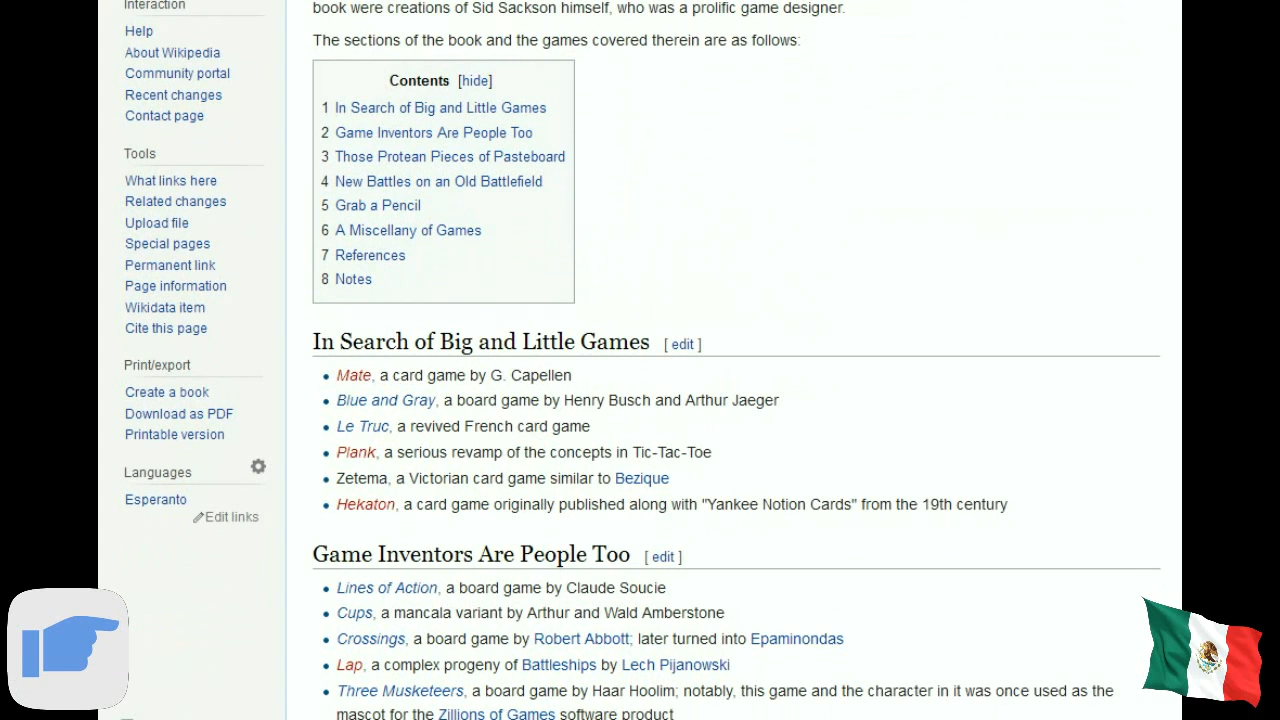 Interaction
Help
About Wikipedia
Community portal
Recent changes
Contact page
Tools
What links here
Related changes
Upload file
Special pages
Permanent link
Page information
Wikidata item
Cite this page
Print/export
Create a book
Download as PDF
Printable version
Languages
Esperanto
Edit links
book were creations of Sid Sackson himself, who was a prolific game designer.
The sections of the book and the games covered therein are as follows:
Contents [hide]
1 In Search of Big and Little Games
2 Game Inventors Are People Too
3 Those Protean Pieces of Pasteboard
4 New Battles on an Old Battlefield
5 Grab a Pencil
6 A Miscellany of Games
7 References
8 Notes
In Search of Big and Little Games [ edit ]
• Mate, a card game by G. Capellen
• Blue and Gray, a board game by Henry Busch and Arthur Jaeger
• Le Truc, a revived French card game
• Plank, a serious revamp of the concepts in Tic-Tac-Toe
• Zetema, a Victorian card game similar to Bezique
• Hekaton, a card game originally published along with "Yankee Notion Cards" from the 19th century
Game Inventors Are People Too [ edit ]
• Lines of Action, a board game by Claude Soucie
• Cups, a mancala variant by Arthur and Wald Amberstone
• Crossings, a board game by Robert Abbott; later turned into Epaminondas
• Lap, a complex progeny of Battleships by Lech Pijanowski
• Three Musketeers, a board game by Haar Hoolim; notably, this game and the character in it was once used as the
mascot for the Zillions of Games software product